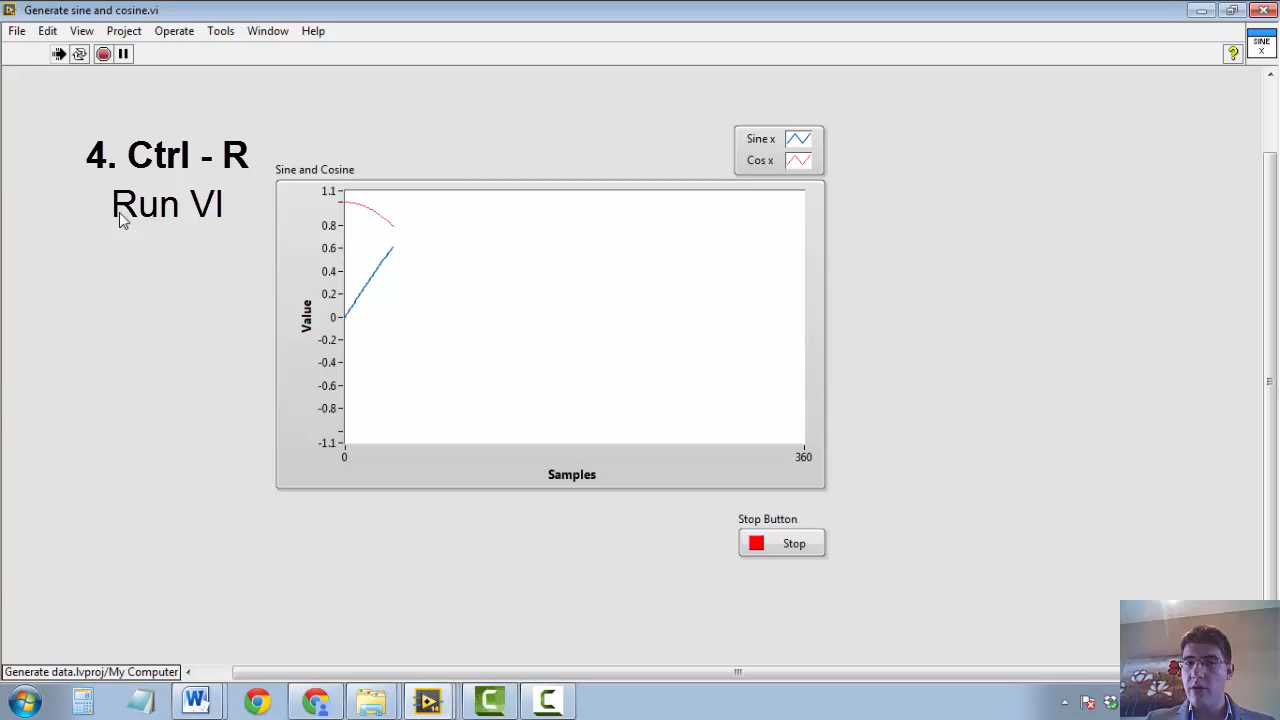 Generate sine and cosine.vi
File Edit View Project Operate Tools Window Help
SINE
X
4. Ctrl - R
Run VI
Sine x
Cos x
Sine and Cosine
1.1
0.8
0.6
0.4
0.2
0
-0.2
-0.4
-0.6
-0.8
-1.1
Value
0
360
Samples
Stop Button
Stop
Generate data.lvproj/My Computer